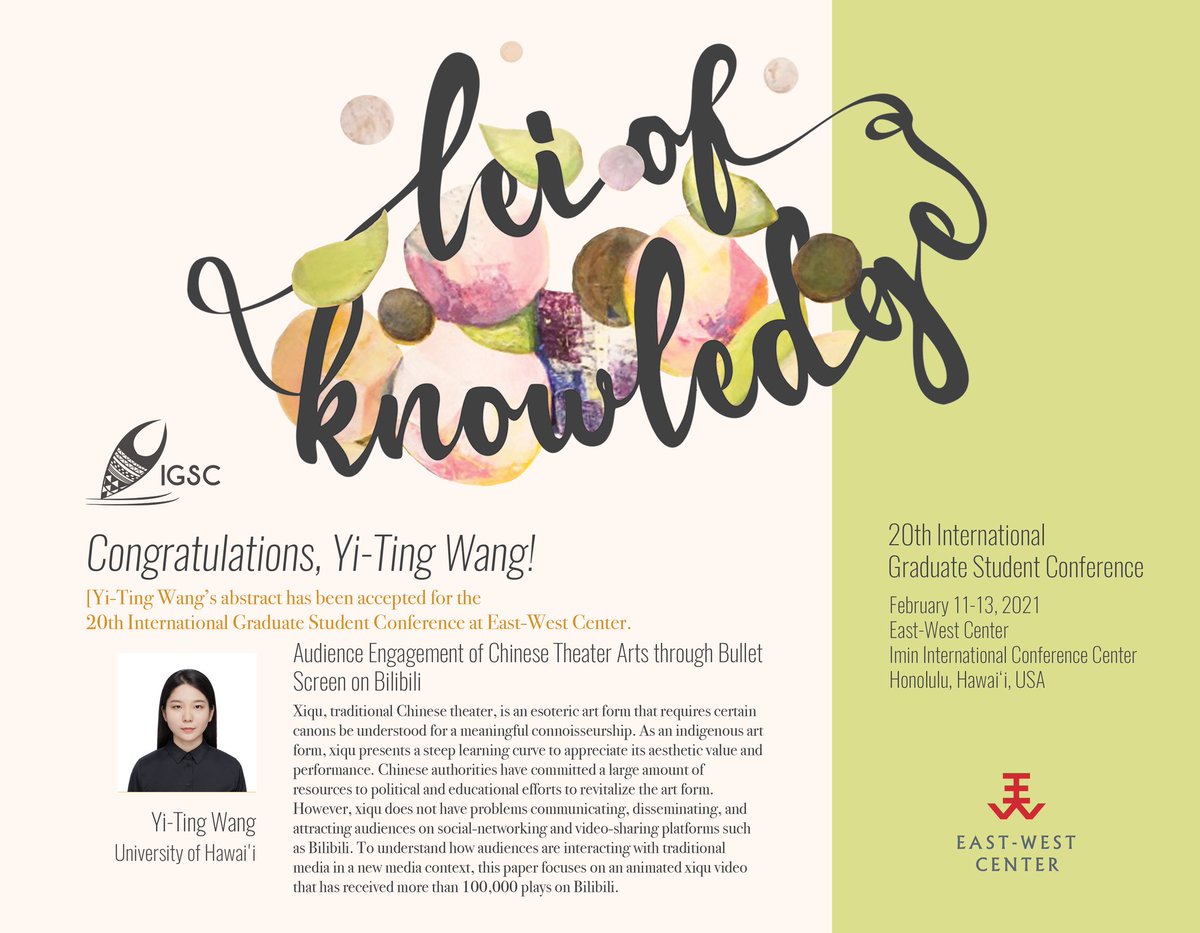 lei of
knowledge
IGSC
Congratulations, Yi-Ting Wang!
[Yi-Ting Wang’s abstract has been accepted for the
20th International Graduate Student Conference at East-West Center.
Audience Engagement of Chinese Theater Arts through Bullet
Screen on Bilibili
Xiqu, traditional Chinese theater, is an esoteric art form that requires certain
canons be understood for a meaningful connoisseurship. As an indigenous art
form, xiqu presents a steep learning curve to appreciate its aesthetic value and
performance. Chinese authorities have committed a large amount of
resources to political and educational efforts to revitalize the art form.
However, xiqu does not have problems communicating, disseminating, and
attracting audiences on social-networking and video-sharing platforms such
as Bilibili. To understand how audiences are interacting with traditional
media in a new media context, this paper focuses on an animated xiqu video
that has received more than 100,000 plays on Bilibili.
Yi-Ting Wang
University of Hawai'i
20th International
Graduate Student Conference
February 11-13, 2021
East-West Center
Imin International Conference Center
Honolulu, Hawai‘i, USA
EAST-WEST
CENTER